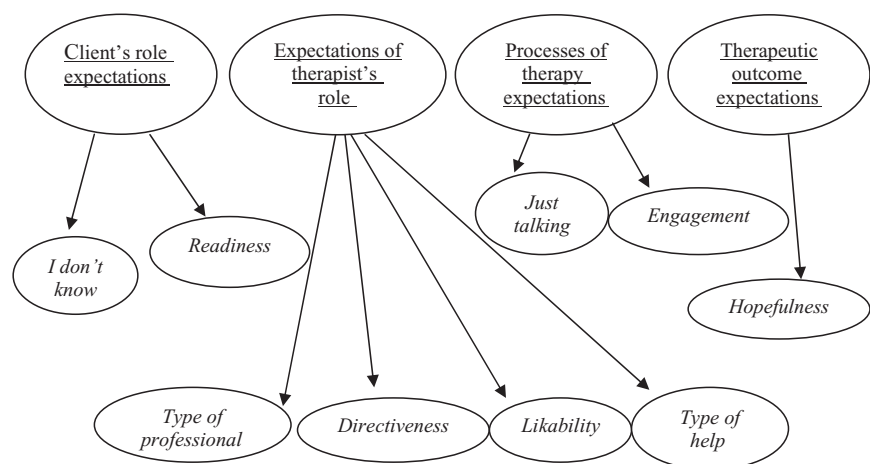 Client's role
expectations
Expectations of
therapist's
role
Processes of
therapy
expectations
Therapeutic
outcome
expectations
Just
talking
Engagement
Readiness
I don't
know
Hopefulness
Type of
professional
Directiveness
Likability
Type of
help